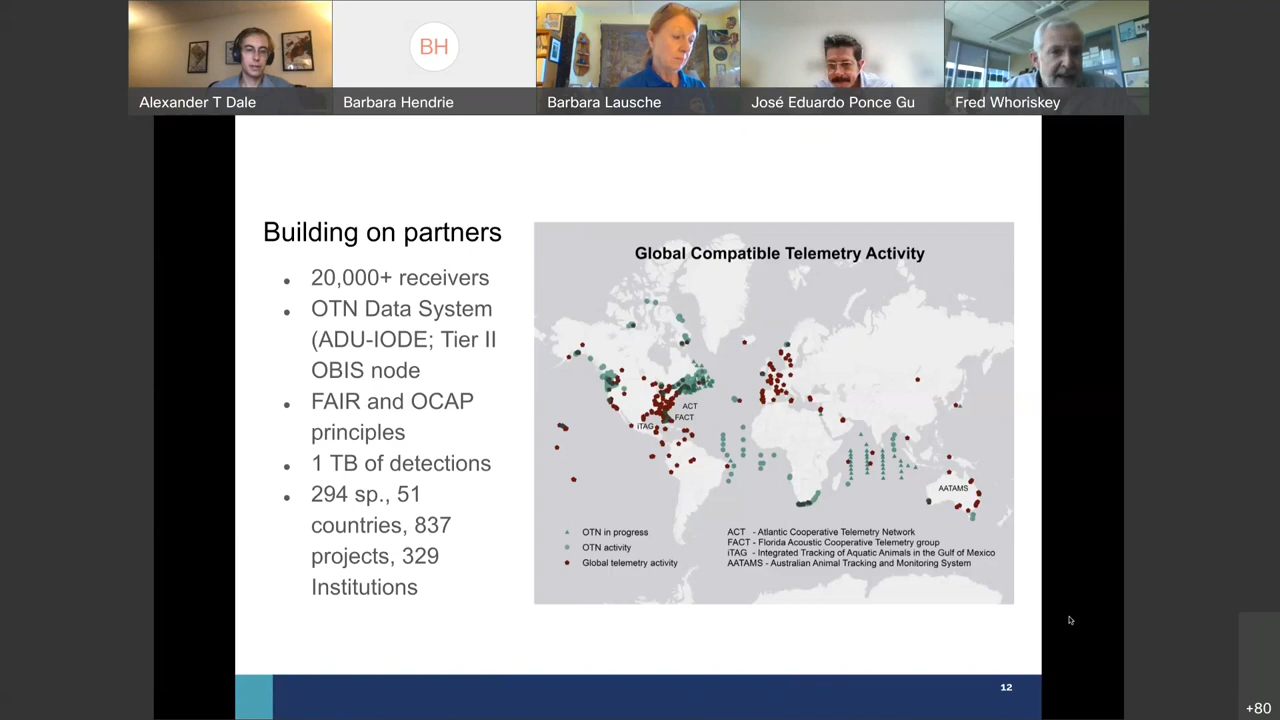 BH
Alexander T Dale
Barbara Hendrie
Barbara Lausche
José Eduardo Ponce Gu
Fred Whoriskey
Building on partners
20,000+ receivers
OTN Data System
(ADU-IODE; Tier II
OBIS node
FAIR and OCAP
principles
1 TB of detections
294 sp., 51
countries, 837
projects, 329
Institutions
Global Compatible Telemetry Activity
ACT
FACT
iTAG
AATAMS
OTN in progress
OTN activity
Global telemetry activity
ACT - Atlantic Cooperative Telemetry Network
FACT - Florida Acoustic Cooperative Telemetry group
iTAG - Integrated Tracking of Aquatic Animals in the Gulf of Mexico
AATAMS - Australian Animal Tracking and Monitoring System
12
+80